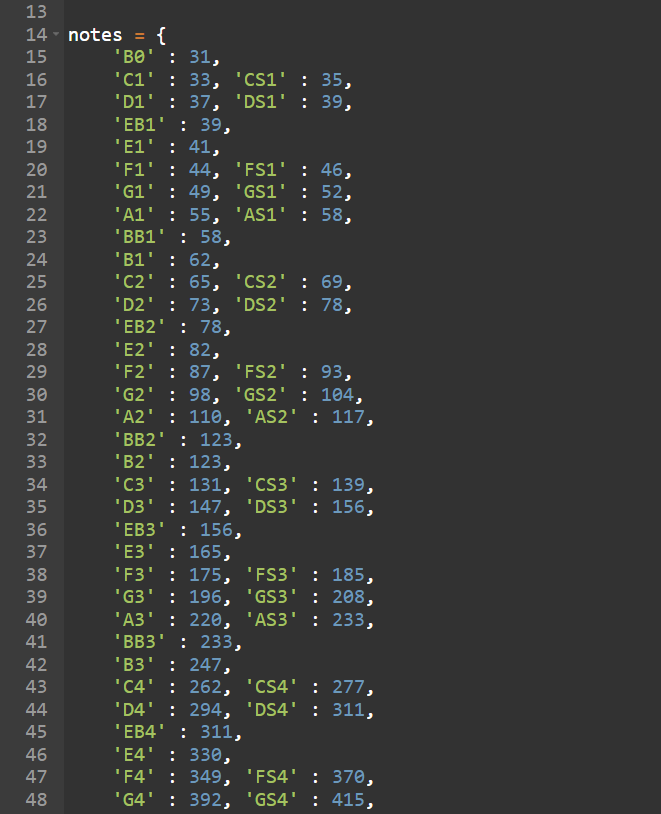 13
14 notes = {
15 'B0' : 31,
16 'C1' : 33, 'CS1' : 35,
17 'D1' : 37, 'DS1' : 39,
18 'EB1' : 39,
19 'E1' : 41,
20 'F1' : 44, 'FS1' : 46,
21 'G1' : 49, 'GS1' : 52,
22 'A1' : 55, 'AS1' : 58,
23 'BB1' : 58,
24 'B1' : 62,
25 'C2' : 65, 'CS2' : 69,
26 'D2' : 73, 'DS2' : 78,
27 'EB2' : 78,
28 'E2' : 82,
29 'F2' : 87, 'FS2' : 93,
30 'G2' : 98, 'GS2' : 104,
31 'A2' : 110, 'AS2' : 117,
32 'BB2' : 123,
33 'B2' : 123,
34 'C3' : 131, 'CS3' : 139,
35 'D3' : 147, 'DS3' : 156,
36 'EB3' : 156,
37 'E3' : 165,
38 'F3' : 175, 'FS3' : 185,
39 'G3' : 196, 'GS3' : 208,
40 'A3' : 220, 'AS3' : 233,
41 'BB3' : 233,
42 'B3' : 247,
43 'C4' : 262, 'CS4' : 277,
44 'D4' : 294, 'DS4' : 311,
45 'EB4' : 311,
46 'E4' : 330,
47 'F4' : 349, 'FS4' : 370,
48 'G4' : 392, 'GS4' : 415,